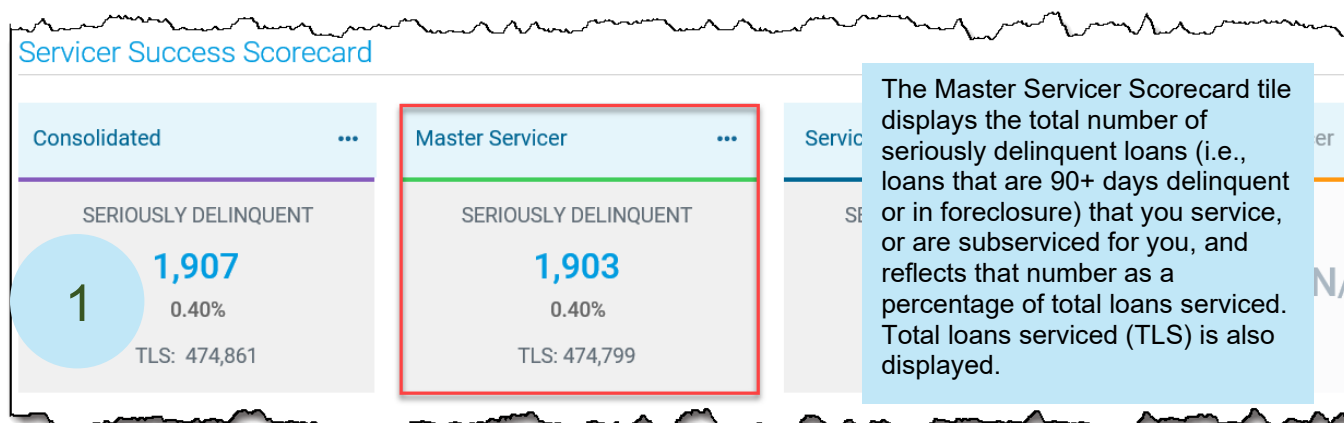 Servicer Success Scorecard
Consolidated
SERIOUSLY DELINQUENT
1,907
0.40%
TLS: 474,861
1
Master Servicer
SERIOUSLY DELINQUENT
1,903
0.40%
TLS: 474,799
The Master Servicer Scorecard tile
displays the total number of
seriously delinquent loans (i.e.,
loans that are 90+ days delinquent
or in foreclosure) that you service,
or are subserviced for you, and
reflects that number as a
percentage of total loans serviced.
Total loans serviced (TLS) is also
displayed.